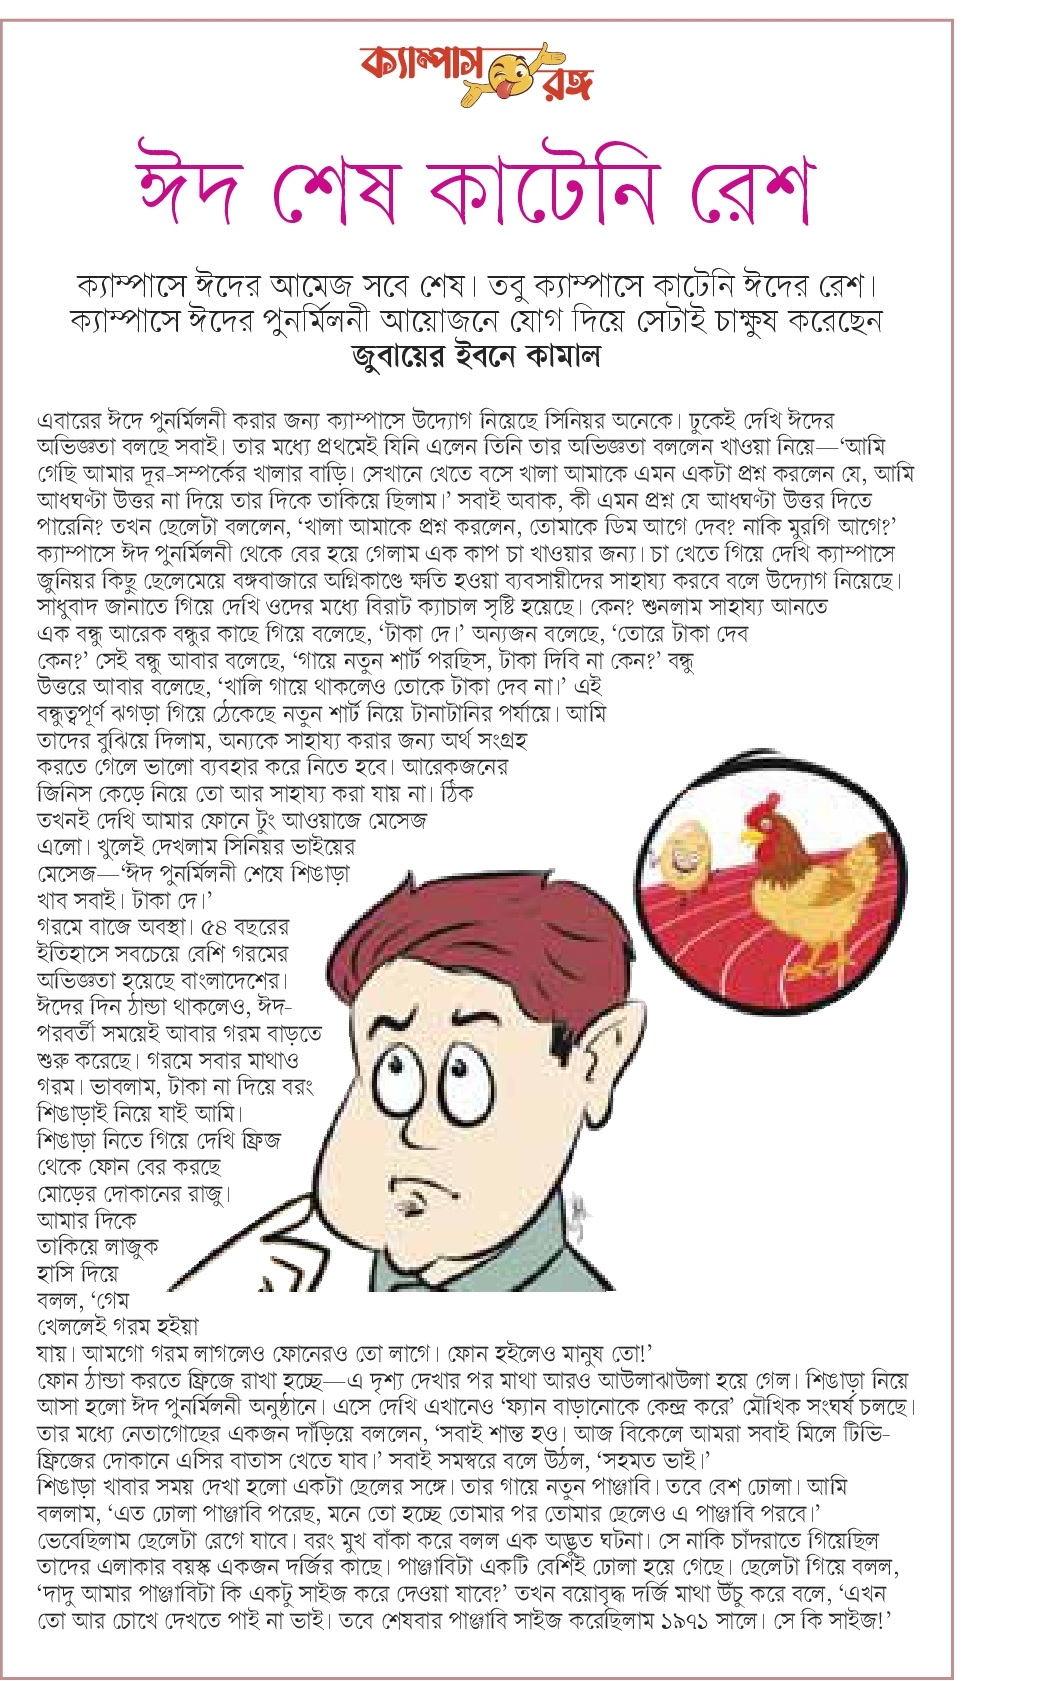 ক্যাম্পাস
রঙ্গ
ঈদ শেষ কাটেনি রেশ
ক্যাম্পাসে ঈদের আমেজ সবে শেষ। তবু ক্যাম্পাসে কাটেনি ঈদের রেশ।
ক্যাম্পাসে ঈদের পুনর্মিলনী আয়োজনে যোগ দিয়ে সেটাই চাক্ষুষ করেছেন
জুবায়ের ইবনে কামাল
এবারের ঈদে পুনর্মিলনী করার জন্য ক্যাম্পাসে উদ্যোগ নিয়েছে সিনিয়র অনেকে। ঢুকেই দেখি ঈদের
অভিজ্ঞতা বলছে সবাই। তার মধ্যে প্রথমেই যিনি এলেন তিনি তার অভিজ্ঞতা বললেন খাওয়া নিয়ে—‘আমি
গেছি আমার দূর-সম্পর্কের খালার বাড়ি। সেখানে খেতে বসে খালা আমাকে এমন একটা প্রশ্ন করলেন যে, আমি
আধঘণ্টা উত্তর না দিয়ে তার দিকে তাকিয়ে ছিলাম।’ সবাই অবাক, কী এমন প্রশ্ন যে আধঘণ্টা উত্তর দিতে
পারেনি? তখন ছেলেটা বললেন, ‘খালা আমাকে প্রশ্ন করলেন, তোমাকে ডিম আগে দেব? নাকি মুরগি আগে?’
ক্যাম্পাসে ঈদ পুনর্মিলনী থেকে বের হয়ে গেলাম এক কাপ চা খাওয়ার জন্য। চা খেতে গিয়ে দেখি ক্যাম্পাসে
জুনিয়র কিছু ছেলেমেয়ে বঙ্গবাজারে অগ্নিকাণ্ডে ক্ষতি হওয়া ব্যবসায়ীদের সাহায্য করবে বলে উদ্যোগ নিয়েছে।
সাধুবাদ জানাতে গিয়ে দেখি ওদের মধ্যে বিরাট ক্যাচাল সৃষ্টি হয়েছে। কেন? শুনলাম সাহায্য আনতে
এক বন্ধু আরেক বন্ধুর কাছে গিয়ে বলেছে, ‘টাকা দে।’ অন্যজন বলেছে, ‘তোরে টাকা দেব
কেন?’ সেই বন্ধু আবার বলেছে, ‘গায়ে নতুন শার্ট পরছিস, টাকা দিবি না কেন?’ বন্ধু
উত্তরে আবার বলেছে, ‘খালি গায়ে থাকলেও তোকে টাকা দেব না।’ এই
বন্ধুত্বপূর্ণ ঝগড়া গিয়ে ঠেকেছে নতুন শার্ট নিয়ে টানাটানির পর্যায়ে। আমি
তাদের বুঝিয়ে দিলাম, অন্যকে সাহায্য করার জন্য অর্থ সংগ্রহ
করতে গেলে ভালো ব্যবহার করে নিতে হবে। আরেকজনের
জিনিস কেড়ে নিয়ে তো আর সাহায্য করা যায় না। ঠিক
তখনই দেখি আমার ফোনে টুং আওয়াজে মেসেজ
এলো। খুলেই দেখলাম সিনিয়র ভাইয়ের
মেসেজ—‘ঈদ পুনর্মিলনী শেষে শিঙাড়া
খাব সবাই। টাকা দে।’
গরমে বাজে অবস্থা। ৫৪ বছরের
ইতিহাসে সবচেয়ে বেশি গরমের
অভিজ্ঞতা হয়েছে বাংলাদেশের।
ঈদের দিন ঠান্ডা থাকলেও, ঈদ-
পরবর্তী সময়েই আবার গরম বাড়তে
শুরু করেছে। গরমে সবার মাথাও
গরম। ভাবলাম, টাকা না দিয়ে বরং
শিঙাড়াই নিয়ে যাই আমি।
শিঙাড়া নিতে গিয়ে দেখি ফ্রিজ
থেকে ফোন বের করছে
মোড়ের দোকানের রাজু।
আমার দিকে
তাকিয়ে লাজুক
হাসি দিয়ে
বলল, ‘গেম
খেললেই গরম হইয়া
যায়। আমগো গরম লাগলেও ফোনেরও তো লাগে। ফোন হইলেও মানুষ তো!’
ফোন ঠান্ডা করতে ফ্রিজে রাখা হচ্ছে—এ দৃশ্য দেখার পর মাথা আরও আউলাঝাউলা হয়ে গেল। শিঙাড়া নিয়ে
আসা হলো ঈদ পুনর্মিলনী অনুষ্ঠানে। এসে দেখি এখানেও ‘ফ্যান বাড়ানোকে কেন্দ্র করে’ মৌখিক সংঘর্ষ চলছে।
তার মধ্যে নেতাগোছের একজন দাঁড়িয়ে বললেন, ‘সবাই শান্ত হও। আজ বিকেলে আমরা সবাই মিলে টিভি-
ফ্রিজের দোকানে এসির বাতাস খেতে যাব।’ সবাই সমস্বরে বলে উঠল, ‘সহমত ভাই।’
শিঙাড়া খাবার সময় দেখা হলো একটা ছেলের সঙ্গে। তার গায়ে নতুন পাঞ্জাবি। তবে বেশ ঢোলা। আমি
বললাম, ‘এত ঢোলা পাঞ্জাবি পরেছ, মনে তো হচ্ছে তোমার পর তোমার ছেলেও এ পাঞ্জাবি পরবে।’
ভেবেছিলাম ছেলেটা রেগে যাবে। বরং মুখ বাঁকা করে বলল এক অদ্ভুত ঘটনা। সে নাকি চাঁদরাতে গিয়েছিল
তাদের এলাকার বয়স্ক একজন দর্জির কাছে। পাঞ্জাবিটা একটি বেশিই ঢোলা হয়ে গেছে। ছেলেটা গিয়ে বলল,
‘দাদু আমার পাঞ্জাবিটা কি একটু সাইজ করে দেওয়া যাবে?’ তখন বয়োবৃদ্ধ দর্জি মাথা উঁচু করে বলে, ‘এখন
তো আর চোখে দেখতে পাই না ভাই। তবে শেষবার পাঞ্জাবি সাইজ করেছিলাম ১৯৭১ সালে। সে কি সাইজ!’